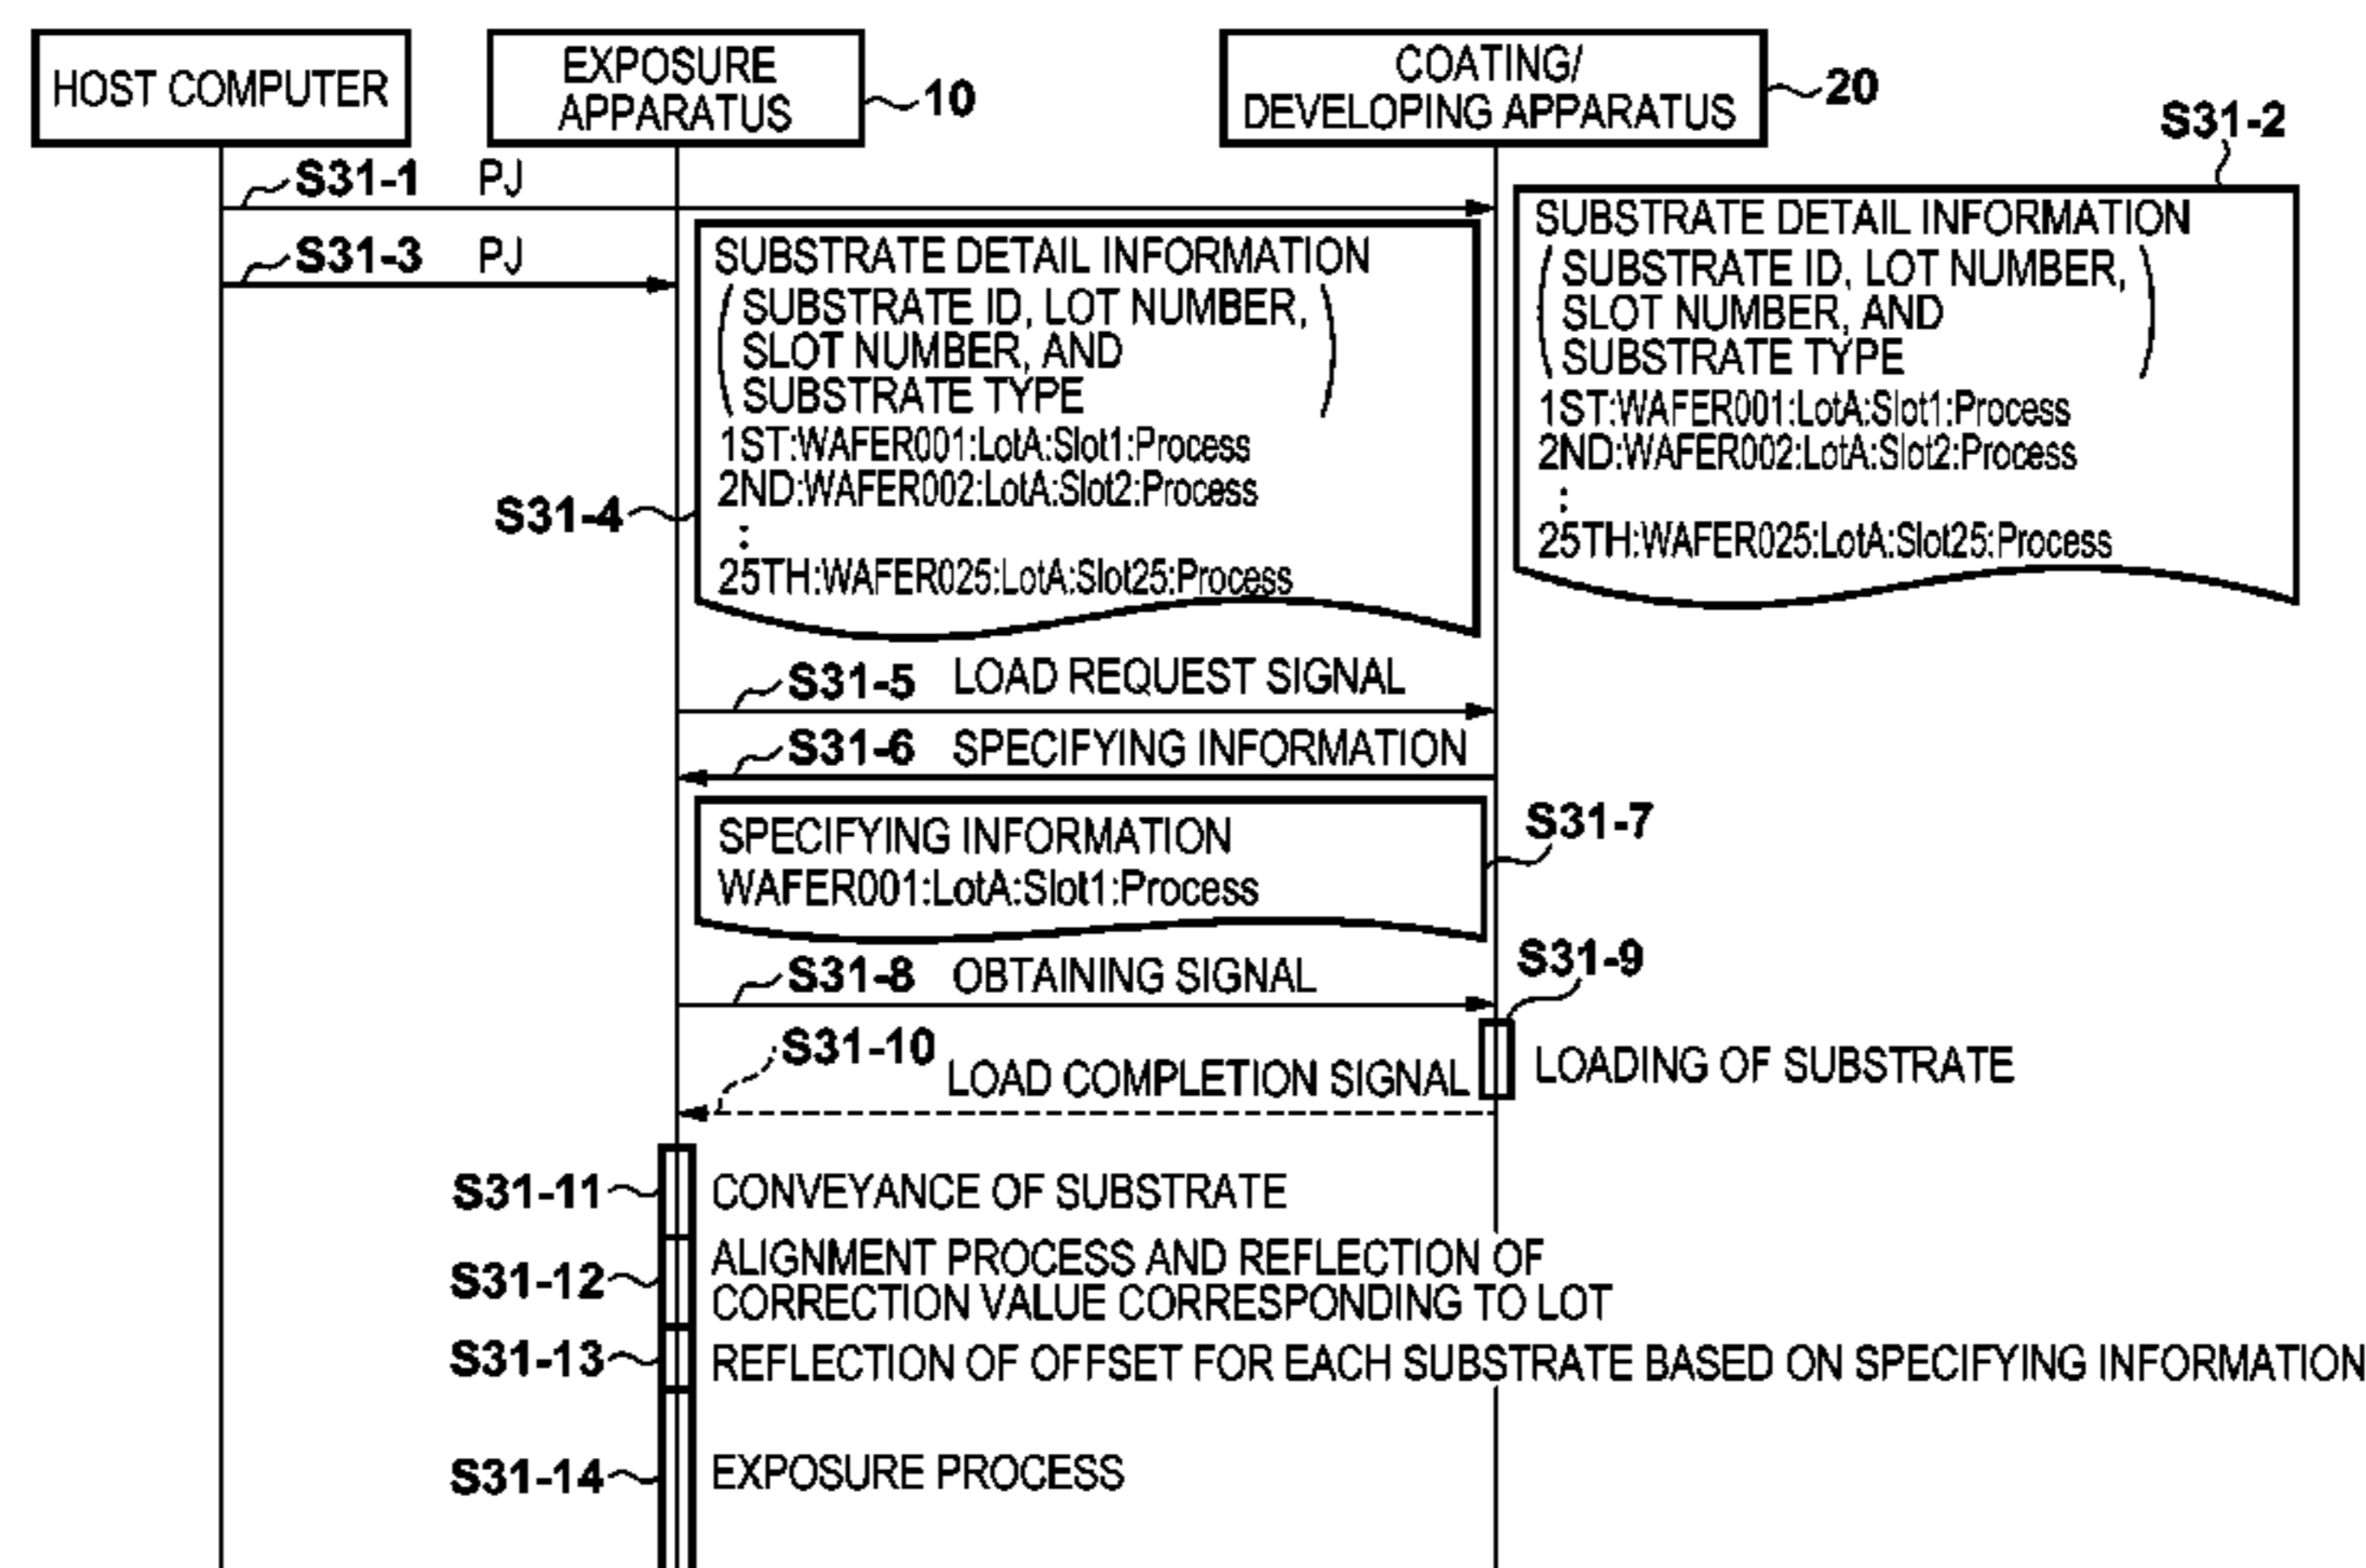 HOST COMPUTER
EXPOSURE
APPARATUS
10
COATING/
DEVELOPING APPARATUS
20
S31-1 PJ
S31-2
SUBSTRATE DETAIL INFORMATION
SUBSTRATE ID, LOT NUMBER,
SLOT NUMBER, AND
SUBSTRATE TYPE
1ST:WAFER001:LotA:Slot1:Process
2ND:WAFER002:LotA:Slot2:Process
:
25TH:WAFER025:LotA:Slot25:Process
S31-3 PJ
S31-4
SUBSTRATE DETAIL INFORMATION
SUBSTRATE ID, LOT NUMBER,
SLOT NUMBER, AND
SUBSTRATE TYPE
1ST:WAFER001:LotA:Slot1:Process
2ND:WAFER002:LotA:Slot2:Process
:
25TH:WAFER025:LotA:Slot25:Process
S31-5 LOAD REQUEST SIGNAL
S31-6 SPECIFYING INFORMATION
S31-7
SPECIFYING INFORMATION
WAFER001:LotA:Slot1:Process
S31-8 OBTAINING SIGNAL
S31-9
LOADING OF SUBSTRATE
S31-10
LOAD COMPLETION SIGNAL
S31-11 CONVEYANCE OF SUBSTRATE
S31-12 ALIGNMENT PROCESS AND REFLECTION OF
CORRECTION VALUE CORRESPONDING TO LOT
S31-13 REFLECTION OF OFFSET FOR EACH SUBSTRATE BASED ON SPECIFYING INFORMATION
S31-14 EXPOSURE PROCESS